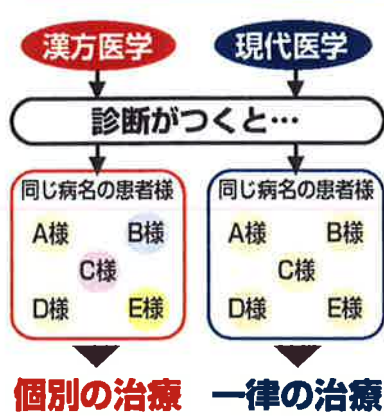 漢方医学
現代医学
診断がつくと…
同じ病名の患者様
A様
B様
C様
D様
E様
同じ病名の患者様
A様
B様
C様
D様
E様
個別の治療
一律の治療